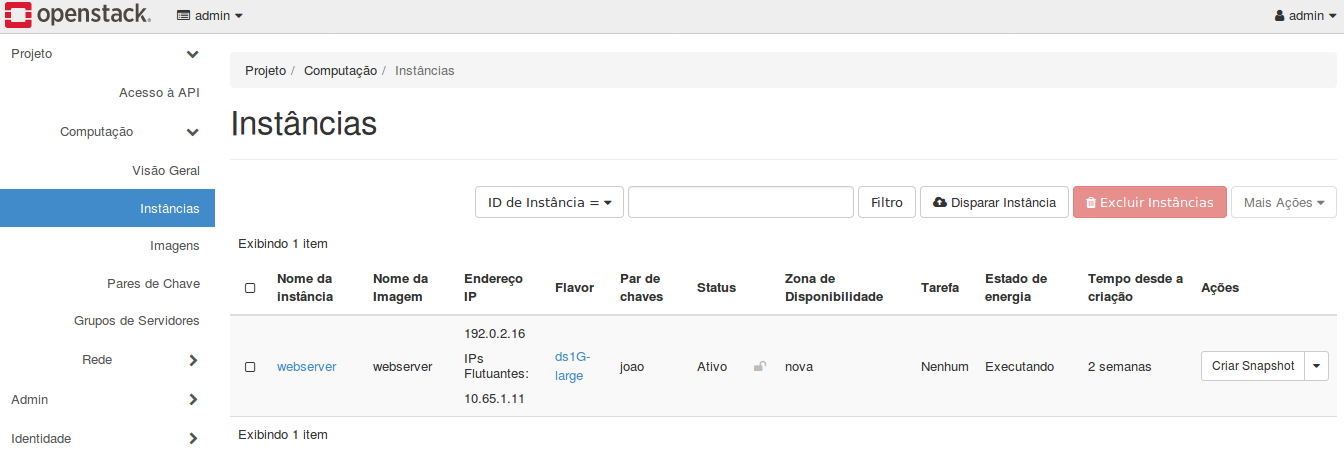 openstack. admin admin
Projeto
Acesso à API
Computação
Visão Geral
Instâncias
Imagens
Pares de Chave
Grupos de Servidores
Rede
Admin
Identidade
Projeto / Computação / Instâncias
Instâncias
ID de Instância = Filtro Disparar Instância Excluir Instâncias Mais Ações
Exibindo 1 item
Nome da instância Nome da Imagem Endereço IP Flavor Par de chaves Status Zona de Disponibilidade Tarefa Estado de energia Tempo desde a criação Ações
webserver webserver 192.0.2.16 IPs Flutuantes: 10.65.1.11 ds1G-large joao Ativo nova Nenhum Executando 2 semanas Criar Snapshot
Exibindo 1 item